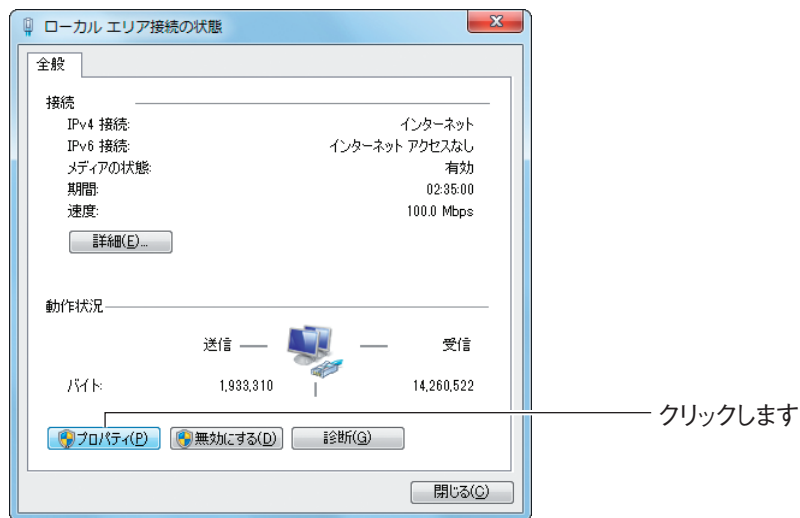 ローカル エリア接続の状態
全般
接続
IPv4 接続: インターネット
IPv6 接続: インターネット アクセスなし
メディアの状態: 有効
期間: 02:35:00
速度: 100.0 Mbps
詳細(E)...
動作状況
送信 受信
バイト: 1,933,310 14,260,522
プロパティ(P) 無効にする(D) 診断(G)
クリックします
閉じる(C)